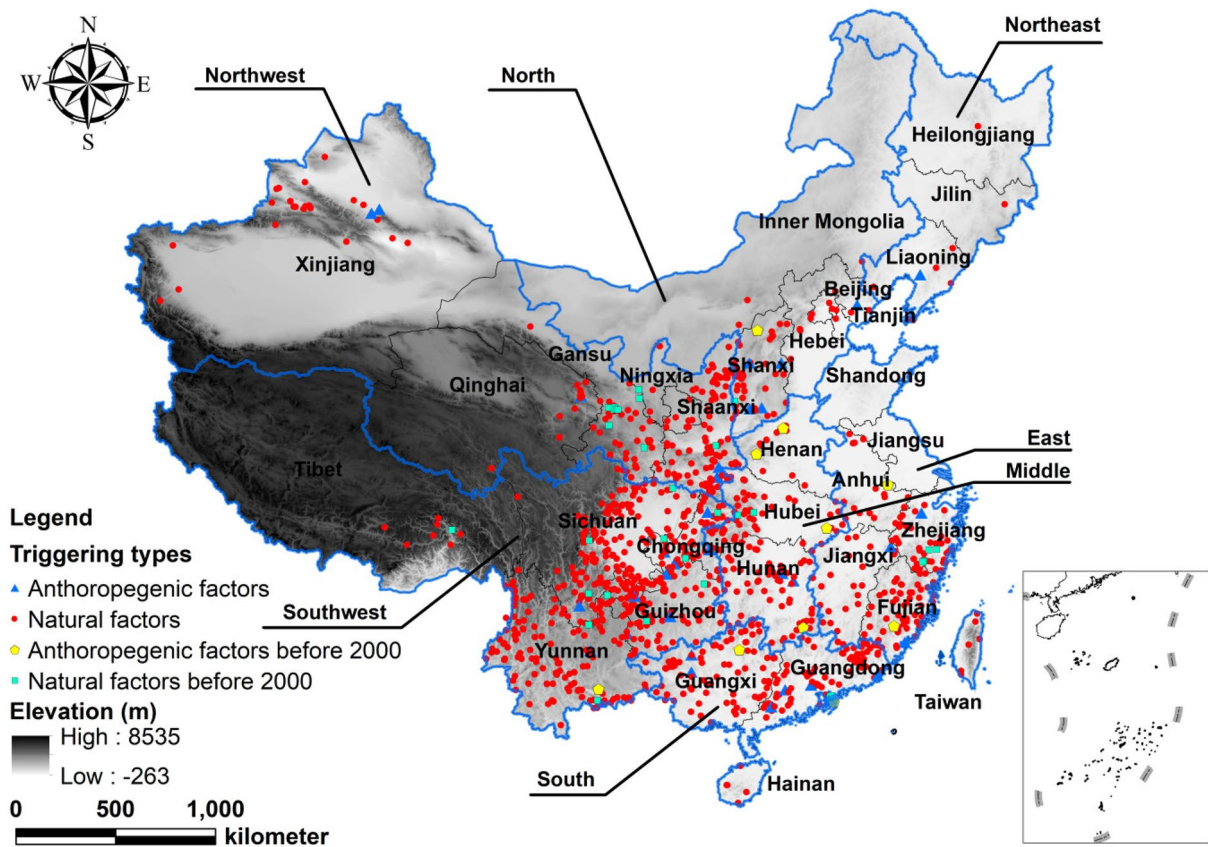 N
W E
S
Northwest
North
Northeast
Heilongjiang
Jilin
Inner Mongolia
Liaoning
Xinjiang
Beijing
Tianjin
Hebei
Gansu
Ningxia
Shanxi
Qinghai
Shandong
Shaanxi
Jiangsu
East
Henan
Middle
Tibet
Anhui
Hubei
Sichuan
Zhejiang
Chongqing
Jiangxi
Hunan
Southwest
Guizhou
Fujian
Yunnan
Guangdong
Guangxi
Taiwan
South
Hainan
Legend
Triggering types
Anthoropegenic factors
Natural factors
Anthoropegenic factors before 2000
Natural factors before 2000
Elevation (m)
High : 8535
Low : -263
0 500 1,000
kilometer